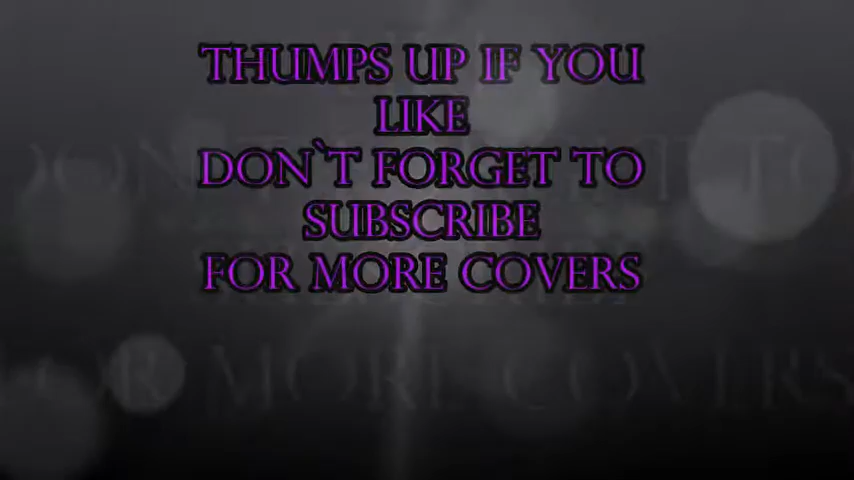 THUMPS UP IF YOU
LIKE
DON`T FORGET TO
SUBSCRIBE
FOR MORE COVERS